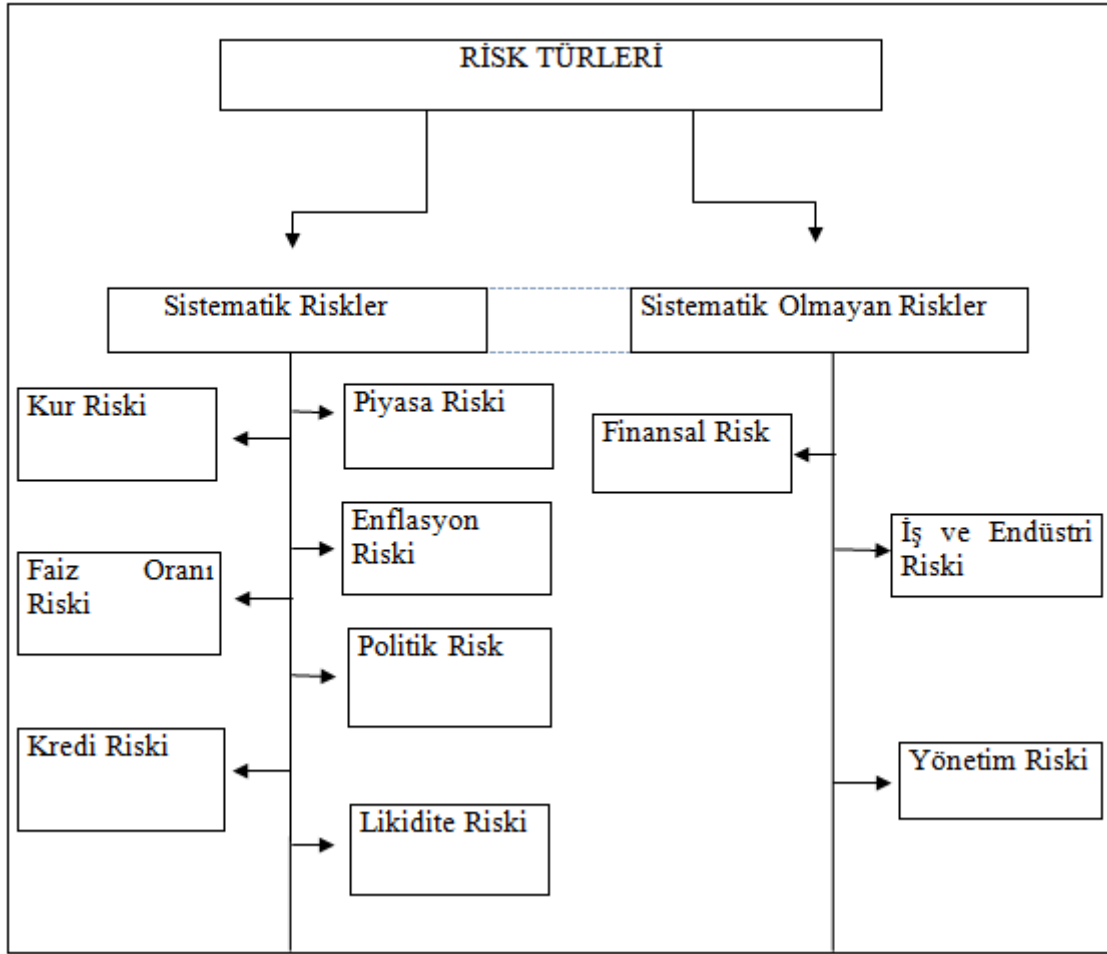 RİSK TÜRLERİ
Sistematik Riskler
Sistematik Olmayan Riskler
Kur Riski
Piyasa Riski
Finansal Risk
Enflasyon
Riski
İş ve Endüstri
Riski
Faiz Oranı
Riski
Politik Risk
Kredi Riski
Yönetim Riski
Likidite Riski